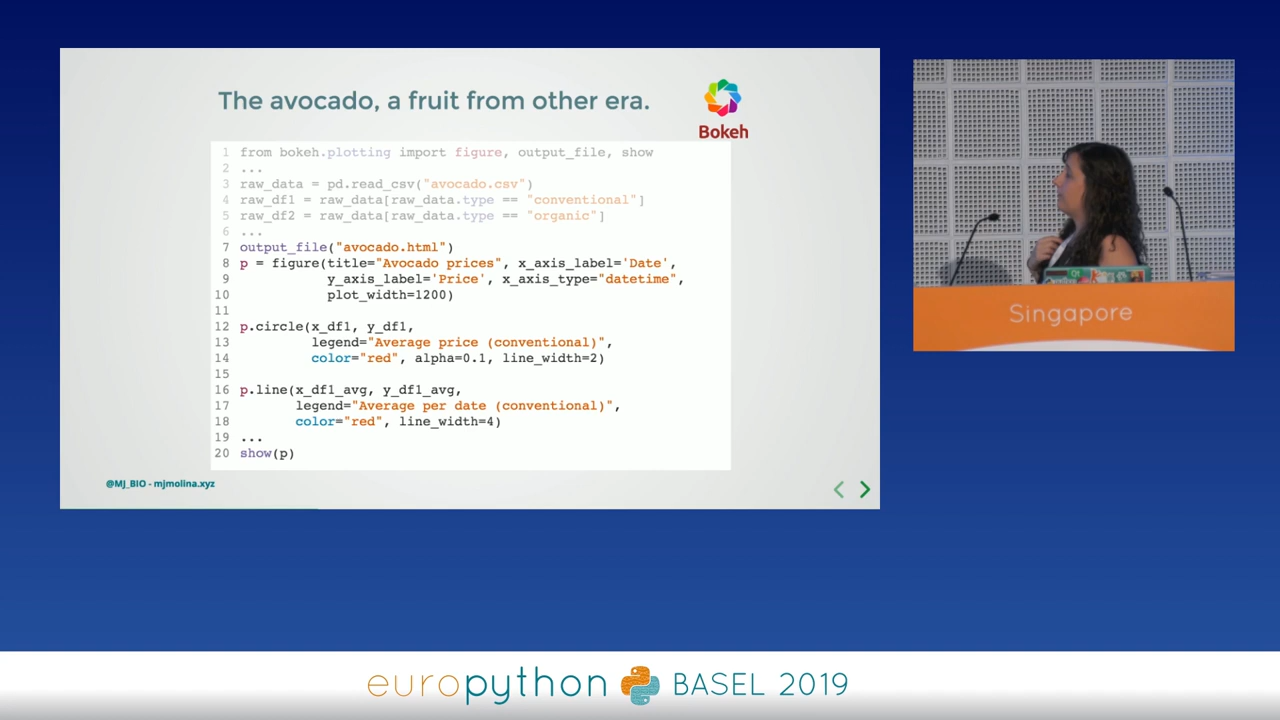 The avocado, a fruit from other era.
Bokeh
1 from bokeh.plotting import figure, output_file, show
2 ...
3 raw_data = pd.read_csv("avocado.csv")
4 raw_df1 = raw_data[raw_data.type == "conventional"]
5 raw_df2 = raw_data[raw_data.type == "organic"]
6 ...
7 output_file("avocado.html")
8 p = figure(title="Avocado prices", x_axis_label='Date',
9 y_axis_label='Price', x_axis_type="datetime",
10 plot_width=1200)
11
12 p.circle(x_df1, y_df1,
13 legend="Average price (conventional)",
14 color="red", alpha=0.1, line_width=2)
15
16 p.line(x_df1_avg, y_df1_avg,
17 legend="Average per date (conventional)",
18 color="red", line_width=4)
19 ...
20 show(p)
@MJ_BIO - mjmolina.xyz
Singapore
europython BASEL 2019